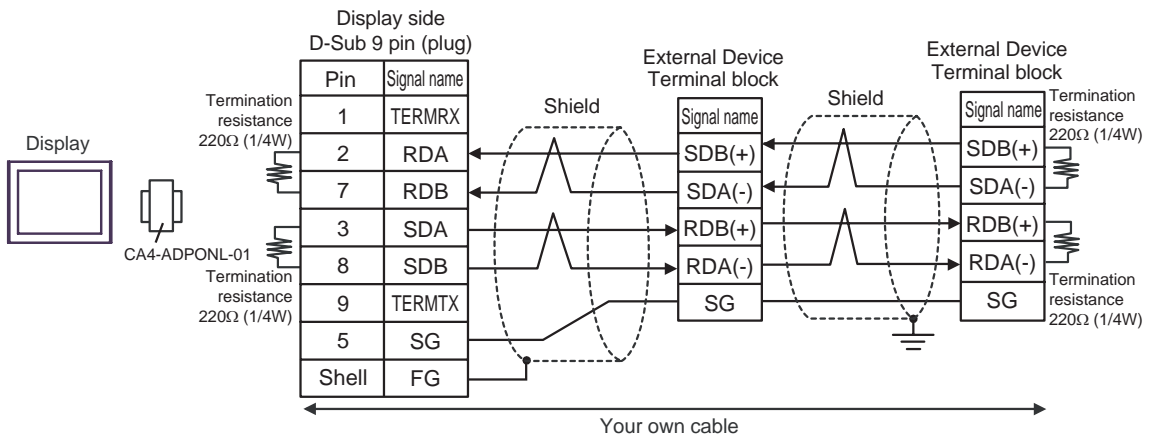 Display side
D-Sub 9 pin (plug)
External Device
Terminal block
External Device
Terminal block
Display
CA4-ADPONL-01
Termination
resistance
220Ω (1/4W)
Termination
resistance
220Ω (1/4W)
Pin Signal name
1 TERMRX
2 RDA
7 RDB
3 SDA
8 SDB
9 TERMTX
5 SG
Shell FG
Shield
Signal name
SDB(+)
SDA(-)
RDB(+)
RDA(-)
SG
Shield
Signal name
SDB(+)
SDA(-)
RDB(+)
RDA(-)
SG
Termination
resistance
220Ω (1/4W)
Termination
resistance
220Ω (1/4W)
Your own cable